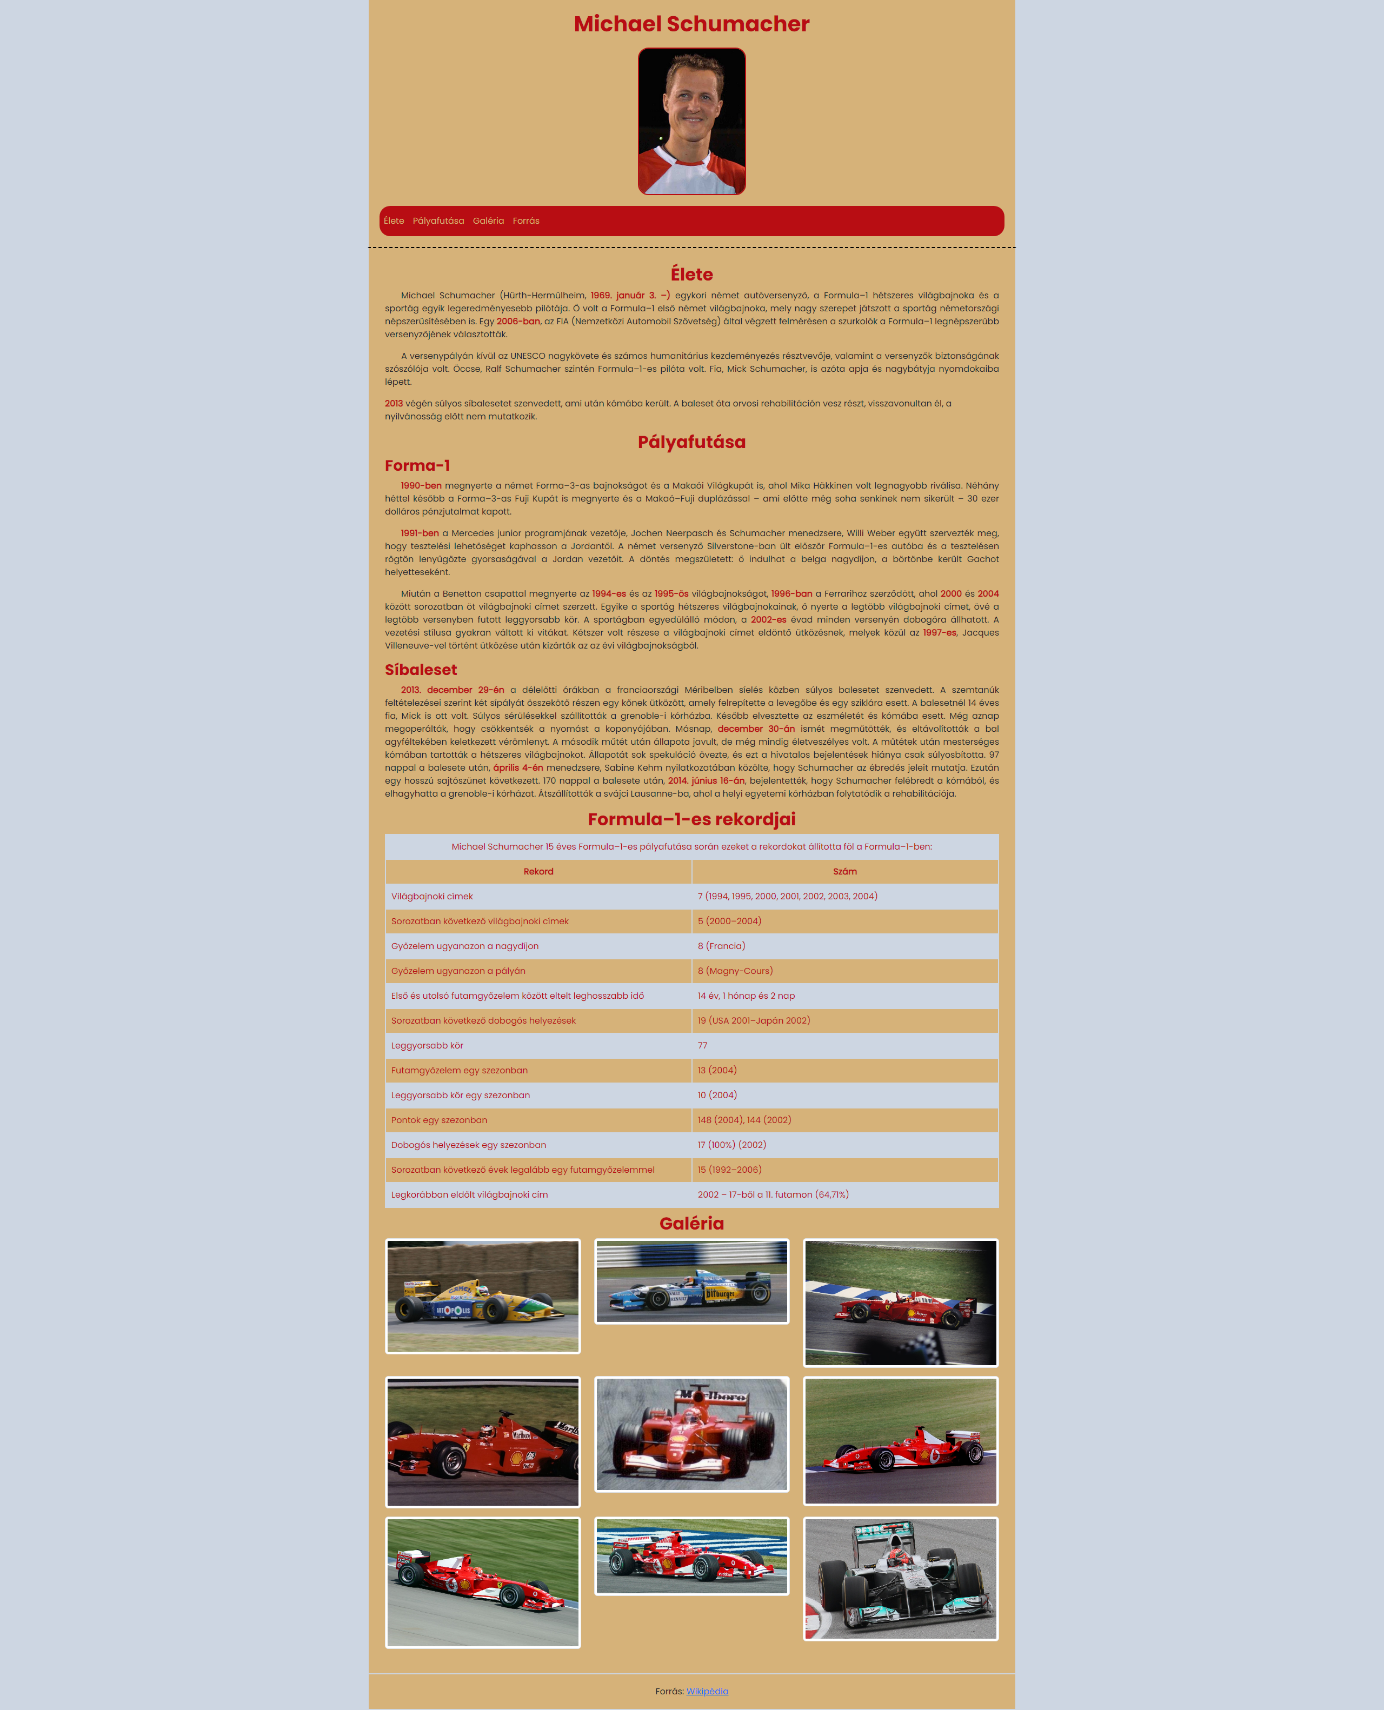 Michael Schumacher
Élete Pályafutása Galéria Forrás
Élete
Michael Schumacher (Hürth-Hermülheim, 1969. január 3. –) egykori német autóversenyző, a Formula–1 hétszeres világbajnoka és a
sportág egyik legeredményesebb pilótája. Ő volt a Formula–1 első német világbajnoka, mely nagy szerepet játszott a sportág németországi
népszerűsítésében is. Egy 2006-ban, az FIA (Nemzetközi Automobil Szövetség) által végzett felmérésen a szurkolók a Formula–1 legnépszerűbb
versenyzőjének választották.
A versenypályán kívül az UNESCO nagykövete és számos humanitárius kezdeményezés résztvevője, valamint a versenyzők biztonságának
szószólója volt. Öccse, Ralf Schumacher szintén Formula–1-es pilóta volt. Fia, Mick Schumacher, is azóta apja és nagybátyja nyomdokaiba
lépett.
2013 végén súlyos síbalesetet szenvedett, ami után kómába került. A baleset óta orvosi rehabilitáción vesz részt, visszavonultan él, a
nyilvánosság előtt nem mutatkozik.
Pályafutása
Forma-1
1990-ben megnyerte a német Forma–3-as bajnokságot és a Makaói Világkupát is, ahol Mika Häkkinen volt legnagyobb riválisa. Néhány
héttel később a Forma–3-as Fuji Kupát is megnyerte és a Makaó–Fuji duplázással – ami előtte még soha senkinek nem sikerült – 30 ezer
dolláros pénzjutalmat kapott.
1991-ben a Mercedes junior programjának vezetője, Jochen Neerpasch és Schumacher menedzsere, Willi Weber együtt szervezték meg,
hogy tesztelési lehetőséget kaphasson a Jordantől. A német versenyző Silverstone-ban ült először Formula–1-es autóba és a tesztelésen
rögtön lenyűgözte gyorsaságával a Jordan vezetőit. A döntés megszületett: ő indulhat a belga nagydíjon, a börtönbe került Gachot
helyetteseként.
Miután a Benetton csapattal megnyerte az 1994-es és az 1995-ös világbajnokságot, 1996-ban a Ferrarihoz szerződött, ahol 2000 és 2004
között sorozatban öt világbajnoki címet szerzett. Egyike a sportág hétszeres világbajnokainak, ő nyerte a legtöbb világbajnoki címet, övé a
legtöbb versenyben futott leggyorsabb kör. A sportágban egyedülálló módon, a 2002-es évad minden versenyén dobogóra állhatott. A
vezetési stílusa gyakran váltott ki vitákat. Kétszer volt részese a világbajnoki címet eldöntő ütközésnek, melyek közül az 1997-es, Jacques
Villeneuve-vel történt ütközése után kizárták az az évi világbajnokságból.
Síbaleset
2013. december 29-én a délelőtti órákban a franciaországi Méribelben síelés közben súlyos balesetet szenvedett. A szemtanúk
feltételezései szerint két sípályát összekötő részen egy kőnek ütközött, amely felrepítette a levegőbe és egy sziklára esett. A balesetnél 14 éves
fia, Mick is ott volt. Súlyos sérülésekkel szállították a grenoble-i kórházba. Később elvesztette az eszméletét és kómába esett. Még aznap
megoperálták, hogy csökkentsék a nyomást a koponyájában. Másnap, december 30-án ismét megműtötték, és eltávolították a bal
agyféltekében keletkezett vérömlenyt. A második műtét után állapota javult, de még mindig életveszélyes volt. A műtétek után mesterséges
kómában tartották a hétszeres világbajnokot. Állapotát sok spekuláció övezte, és ezt a hivatalos bejelentések hiánya csak súlyosbította. 97
nappal a balesete után, április 4-én menedzsere, Sabine Kehm nyilatkozatában közölte, hogy Schumacher az ébredés jeleit mutatja. Ezután
egy hosszú sajtószünet következett. 170 nappal a balesete után, 2014. június 16-án, bejelentették, hogy Schumacher felébredt a kómából, és
elhagyhatta a grenoble-i kórházat. Átszállították a svájci Lausanne-ba, ahol a helyi egyetemi kórházban folytatódik a rehabilitációja.
Formula–1-es rekordjai
Michael Schumacher 15 éves Formula–1-es pályafutása során ezeket a rekordokat állította föl a Formula–1-ben:
Rekord Szám
Világbajnoki címek 7 (1994, 1995, 2000, 2001, 2002, 2003, 2004)
Sorozatban következő világbajnoki címek 5 (2000–2004)
Győzelem ugyanazon a nagydíjon 8 (Francia)
Győzelem ugyanazon a pályán 8 (Magny-Cours)
Első és utolsó futamgyőzelem között eltelt leghosszabb idő 14 év, 1 hónap és 2 nap
Sorozatban következő dobogós helyezések 19 (USA 2001–Japán 2002)
Leggyorsabb kör 77
Futamgyőzelem egy szezonban 13 (2004)
Leggyorsabb kör egy szezonban 10 (2004)
Pontok egy szezonban 148 (2004), 144 (2002)
Dobogós helyezések egy szezonban 17 (100%) (2002)
Sorozatban következő évek legalább egy futamgyőzelemmel 15 (1992–2006)
Legkorábban eldőlt világbajnoki cím 2002 – 17-ből a 11. futamon (64,71%)
Galéria
CAMEL
Bitburger
Marlboro
Marlboro
Forrás: Wikipédia